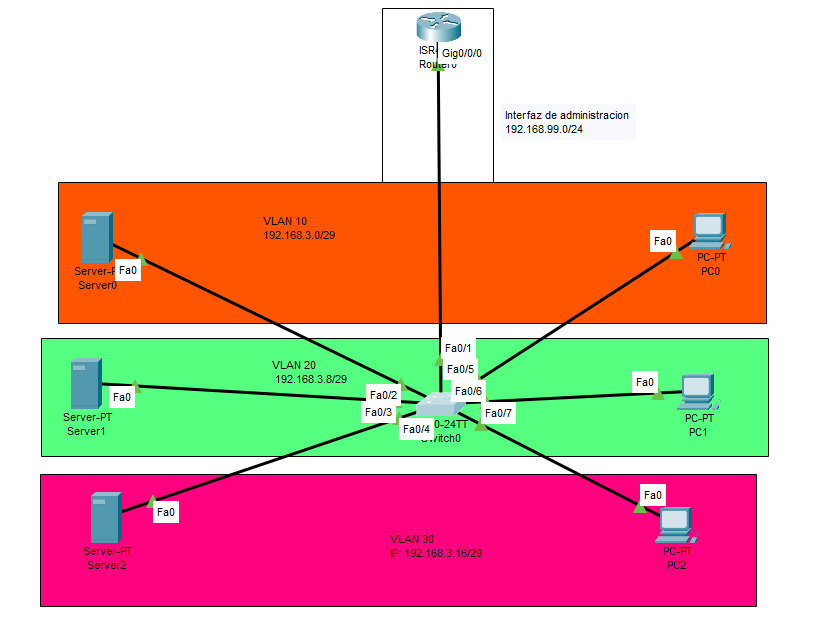 Gig0/0/0
Router0
Interfaz de administracion
192.168.99.0/24
VLAN 10
192.168.3.0/29
Fa0
Server0
Fa0
PC-PT
PC0
Fa0/1
VLAN 20
192.168.3.8/29
Fa0/5
Fa0
Fa0
Fa0/2
Fa0/6
Fa0/3
Fa0/7
Server-PT
Server1
Fa0/4
0-24TT
Switch0
PC-PT
PC1
Fa0
Fa0
VLAN 30
IP: 192.168.3.16/29
Server-PT
Server2
PC-PT
PC2